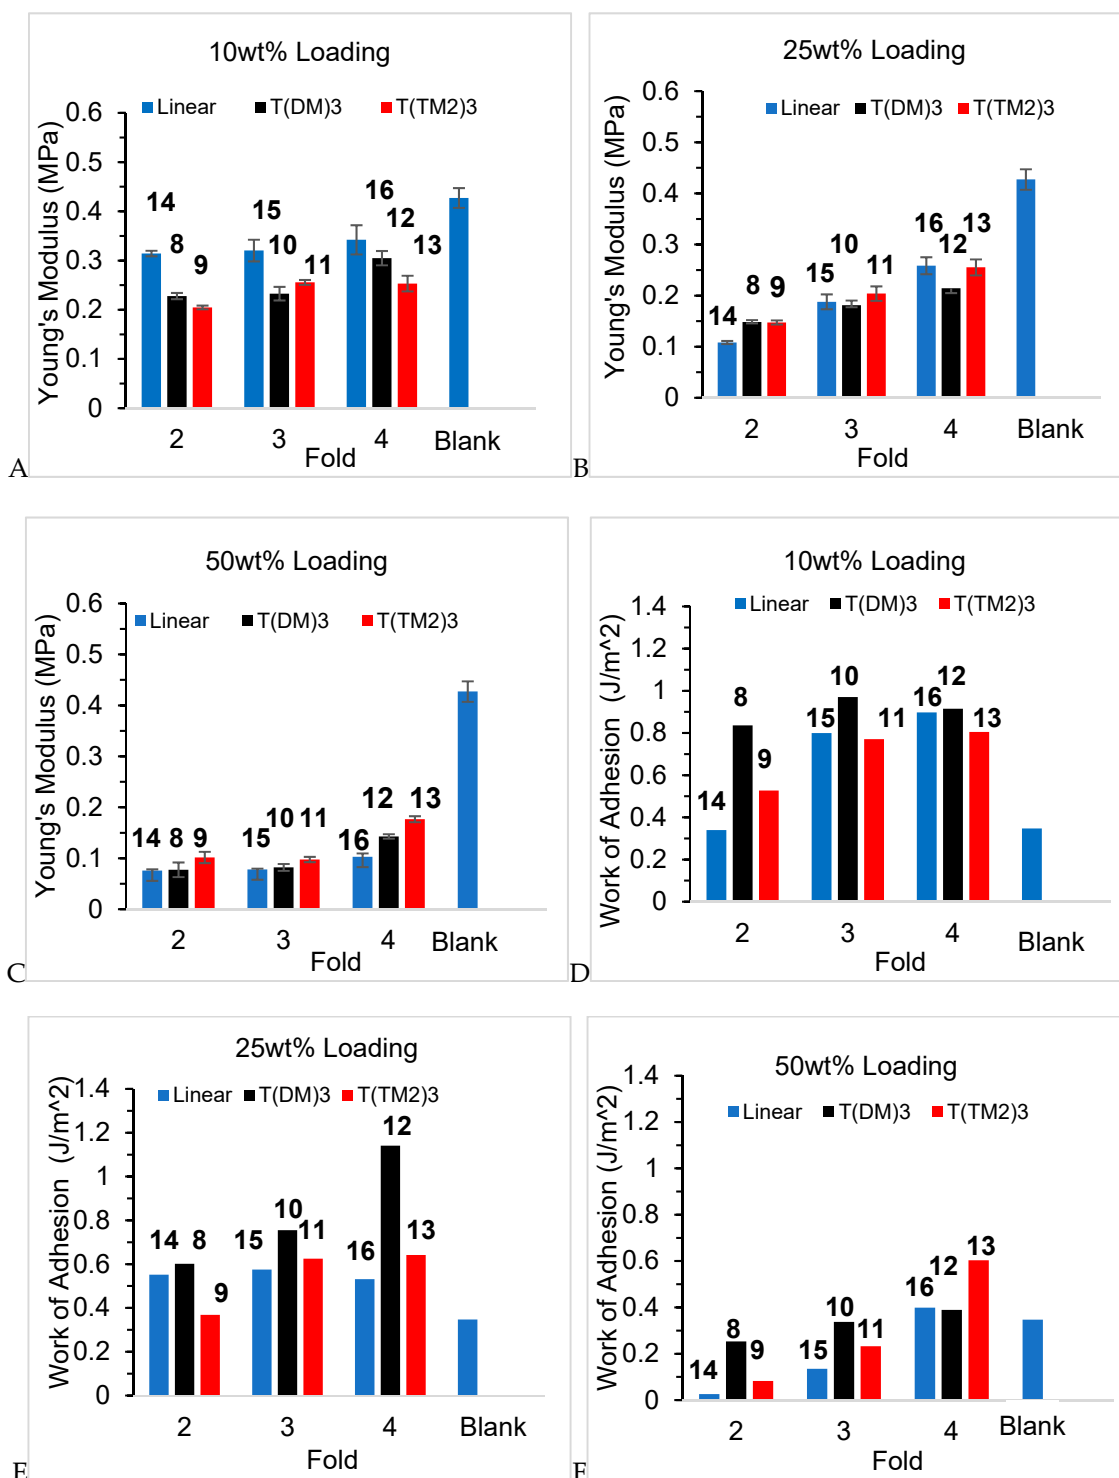 10wt% Loading
Linear T(DM)3 T(TM2)3
Young's Modulus (MPa)
0.6
0.5
0.4
0.3
0.2
0.1
0
14 8 9 15 10 11 16 12 13
2 3 4 Blank
Fold
A
25wt% Loading
Linear T(DM)3 T(TM2)3
Young's Modulus (MPa)
0.6
0.5
0.4
0.3
0.2
0.1
0
14 8 9 15 10 11 16 12 13
2 3 4 Blank
Fold
B
50wt% Loading
Linear T(DM)3 T(TM2)3
Young's Modulus (MPa)
0.6
0.5
0.4
0.3
0.2
0.1
0
14 8 9 15 10 11 16 12 13
2 3 4 Blank
Fold
C
10wt% Loading
Linear T(DM)3 T(TM2)3
Work of Adhesion (J/m^2)
1.4
1.2
1
0.8
0.6
0.4
0.2
0
14 8 9 15 10 11 16 12 13
2 3 4 Blank
Fold
D
25wt% Loading
Linear T(DM)3 T(TM2)3
Work of Adhesion (J/m^2)
1.4
1.2
1
0.8
0.6
0.4
0.2
0
14 8 9 15 10 11 16 12 13
2 3 4 Blank
Fold
E
50wt% Loading
Linear T(DM)3 T(TM2)3
Work of Adhesion (J/m^2)
1.4
1.2
1
0.8
0.6
0.4
0.2
0
14 8 9 15 10 11 16 12 13
2 3 4 Blank
Fold
F